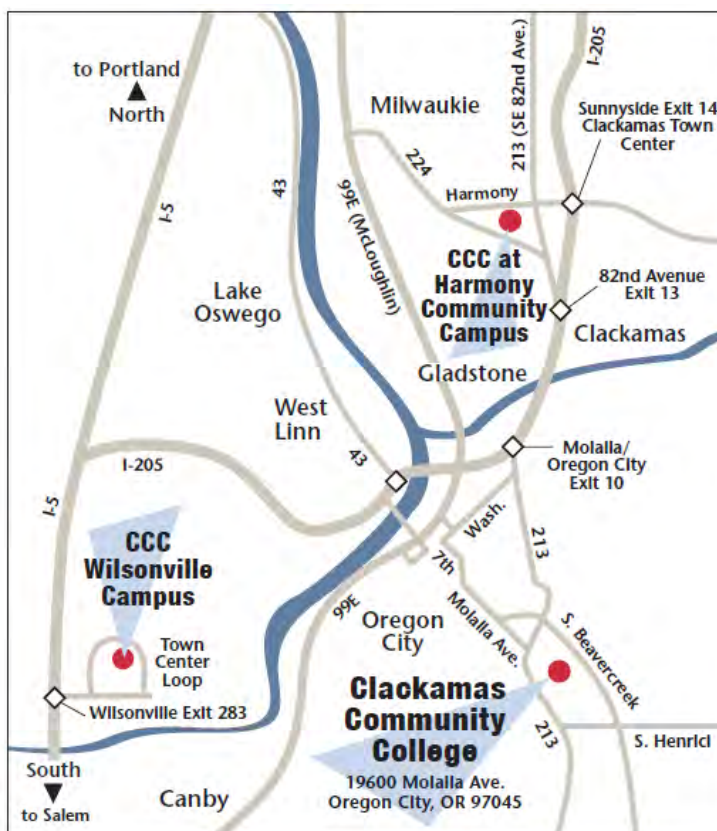 to Portland
North
I-5
43
Milwaukie
224
99E (McLoughlin)
213 (SE 82nd Ave.)
I-205
Sunnyside Exit 14
Clackamas Town
Center
Harmony
CCC at
Harmony
Community
Campus
82nd Avenue
Exit 13
Clackamas
Lake
Oswego
Gladstone
West
Linn
43
I-205
Molalla/
Oregon City
Exit 10
I-5
CCC
Wilsonville
Campus
Wash.
213
7th
99E
Oregon
City
Molalla Ave.
S. Beavercreek
Town
Center
Loop
Wilsonville Exit 283
Clackamas
Community
College
19600 Molalla Ave.
Oregon City, OR 97045
213
S. Henrici
South
to Salem
Canby